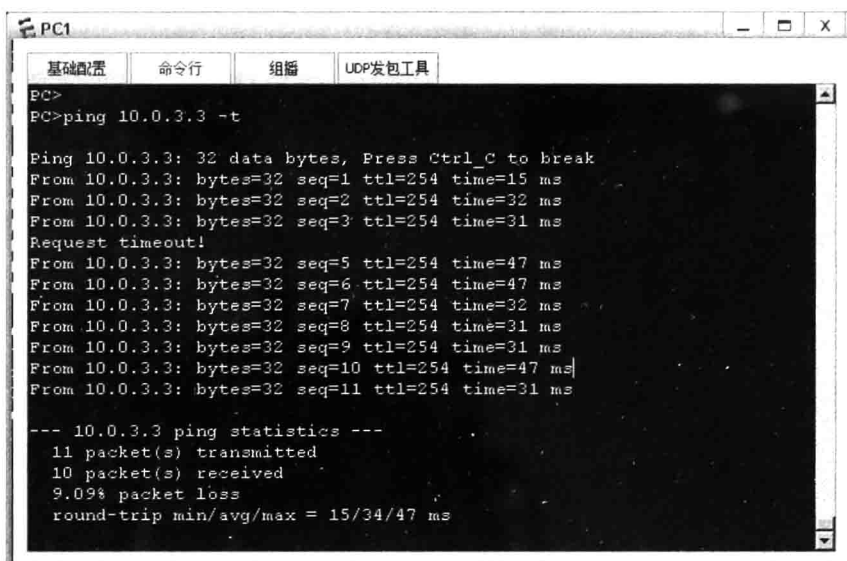 PC1
基础配置 命令行 组播 UDP发包工具
PC>
PC>ping 10.0.3.3 -t
Ping 10.0.3.3: 32 data bytes, Press Ctrl_C to break
From 10.0.3.3: bytes=32 seq=1 ttl=254 time=15 ms
From 10.0.3.3: bytes=32 seq=2 ttl=254 time=32 ms
From 10.0.3.3: bytes=32 seq=3 ttl=254 time=31 ms
Request timeout!
From 10.0.3.3: bytes=32 seq=5 ttl=254 time=47 ms
From 10.0.3.3: bytes=32 seq=6 ttl=254 time=47 ms
From 10.0.3.3: bytes=32 seq=7 ttl=254 time=32 ms
From 10.0.3.3: bytes=32 seq=8 ttl=254 time=31 ms
From 10.0.3.3: bytes=32 seq=9 ttl=254 time=31 ms
From 10.0.3.3: bytes=32 seq=10 ttl=254 time=47 ms
From 10.0.3.3: bytes=32 seq=11 ttl=254 time=31 ms
--- 10.0.3.3 ping statistics ---
11 packet(s) transmitted
10 packet(s) received
9.09% packet loss
round-trip min/avg/max = 15/34/47 ms